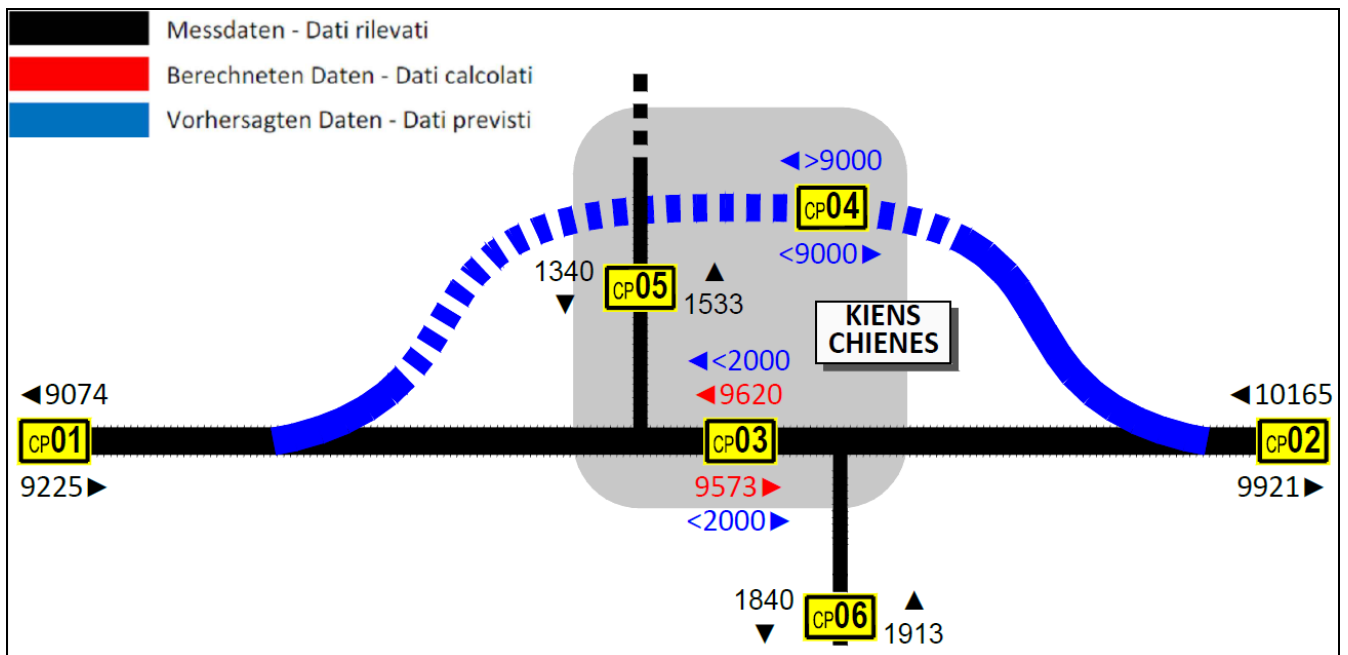 Messdaten - Dati rilevati
Berechneten Daten - Dati calcolati
Vorhersagten Daten - Dati previsti
◄>9000
CP04
<9000►
1340
▼
CP05
▲
1533
KIENS
CHIENES
◄<2000
◄9620
CP03
9573►
<2000►
◄9074
CP01
9225►
◄10165
CP02
9921►
1840
▼
CP06
▲
1913